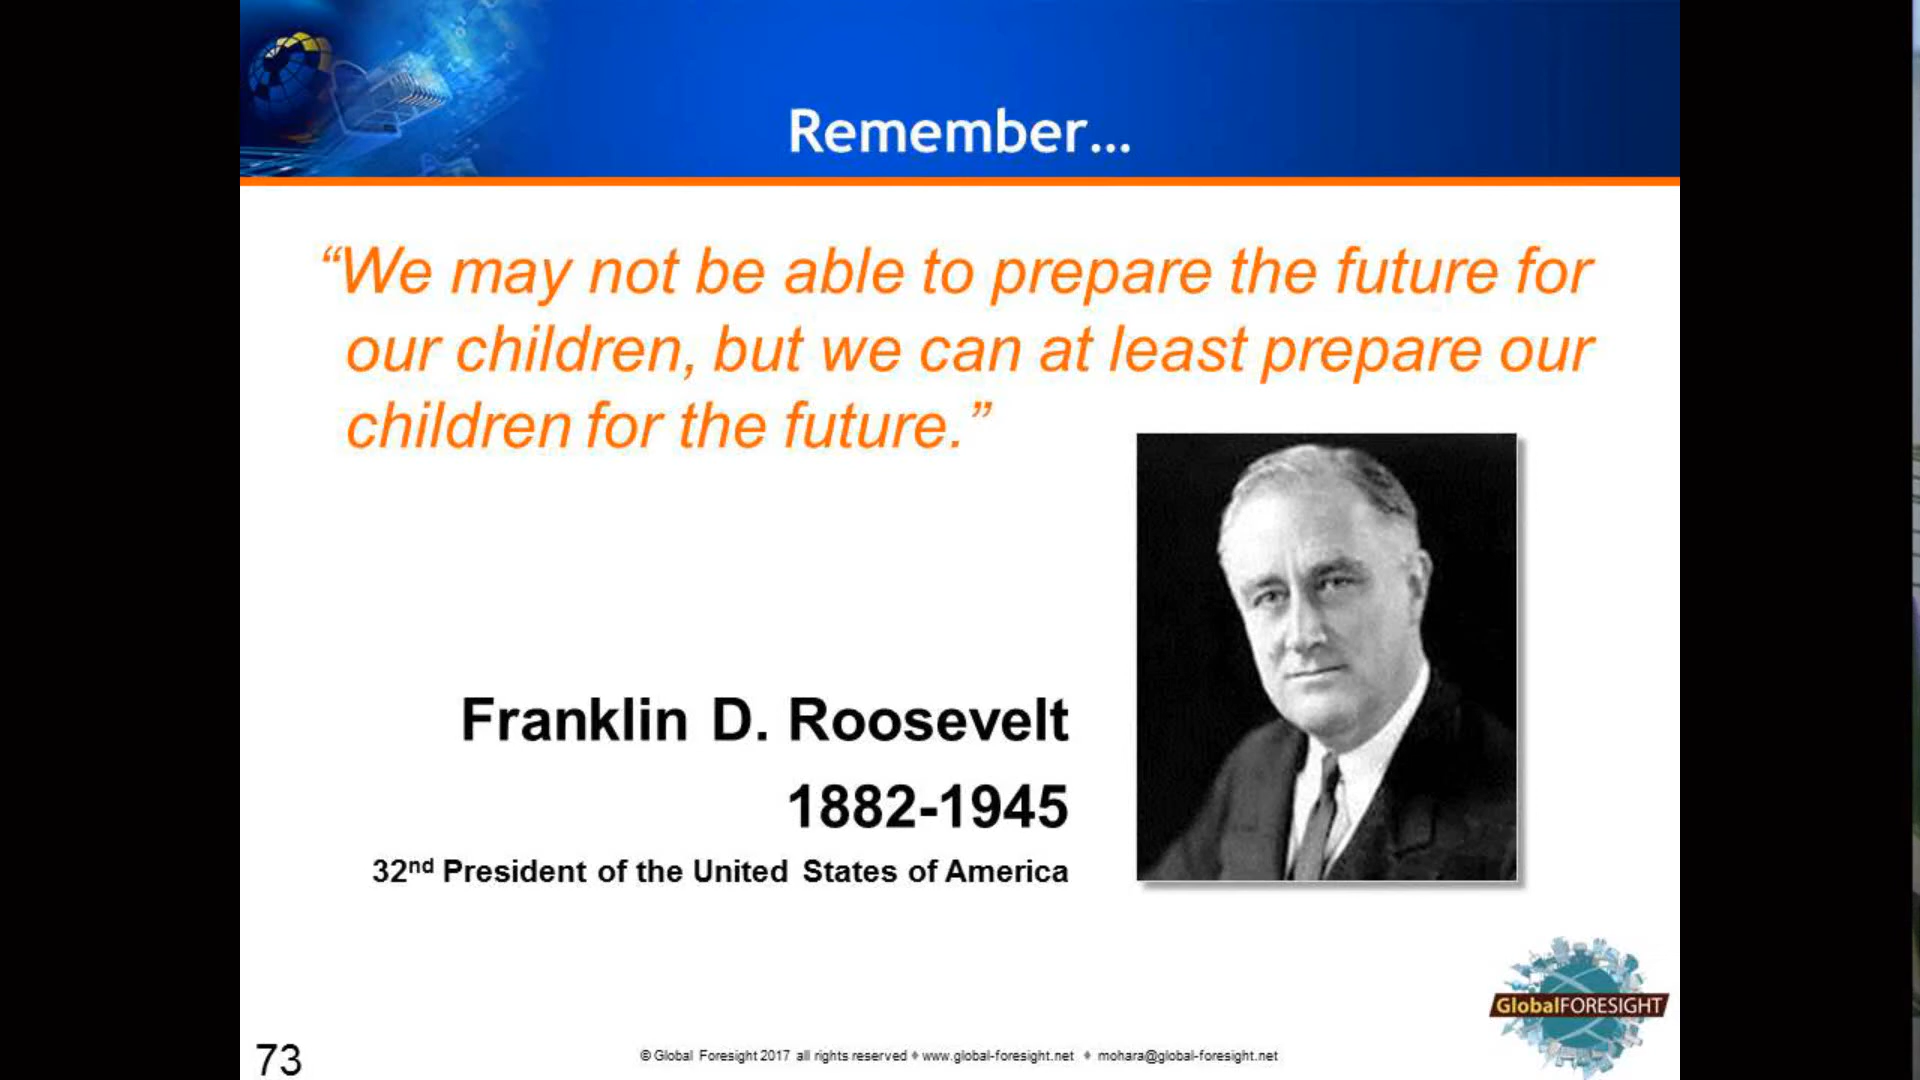 Remember...
“We may not be able to prepare the future for
our children, but we can at least prepare our
children for the future.”
Franklin D. Roosevelt
1882-1945
32nd President of the United States of America
GlobalFORESIGHT
73
© Global Foresight 2017 all rights reserved ♦ www.global-foresight.net ♦ mohara@global-foresight.net